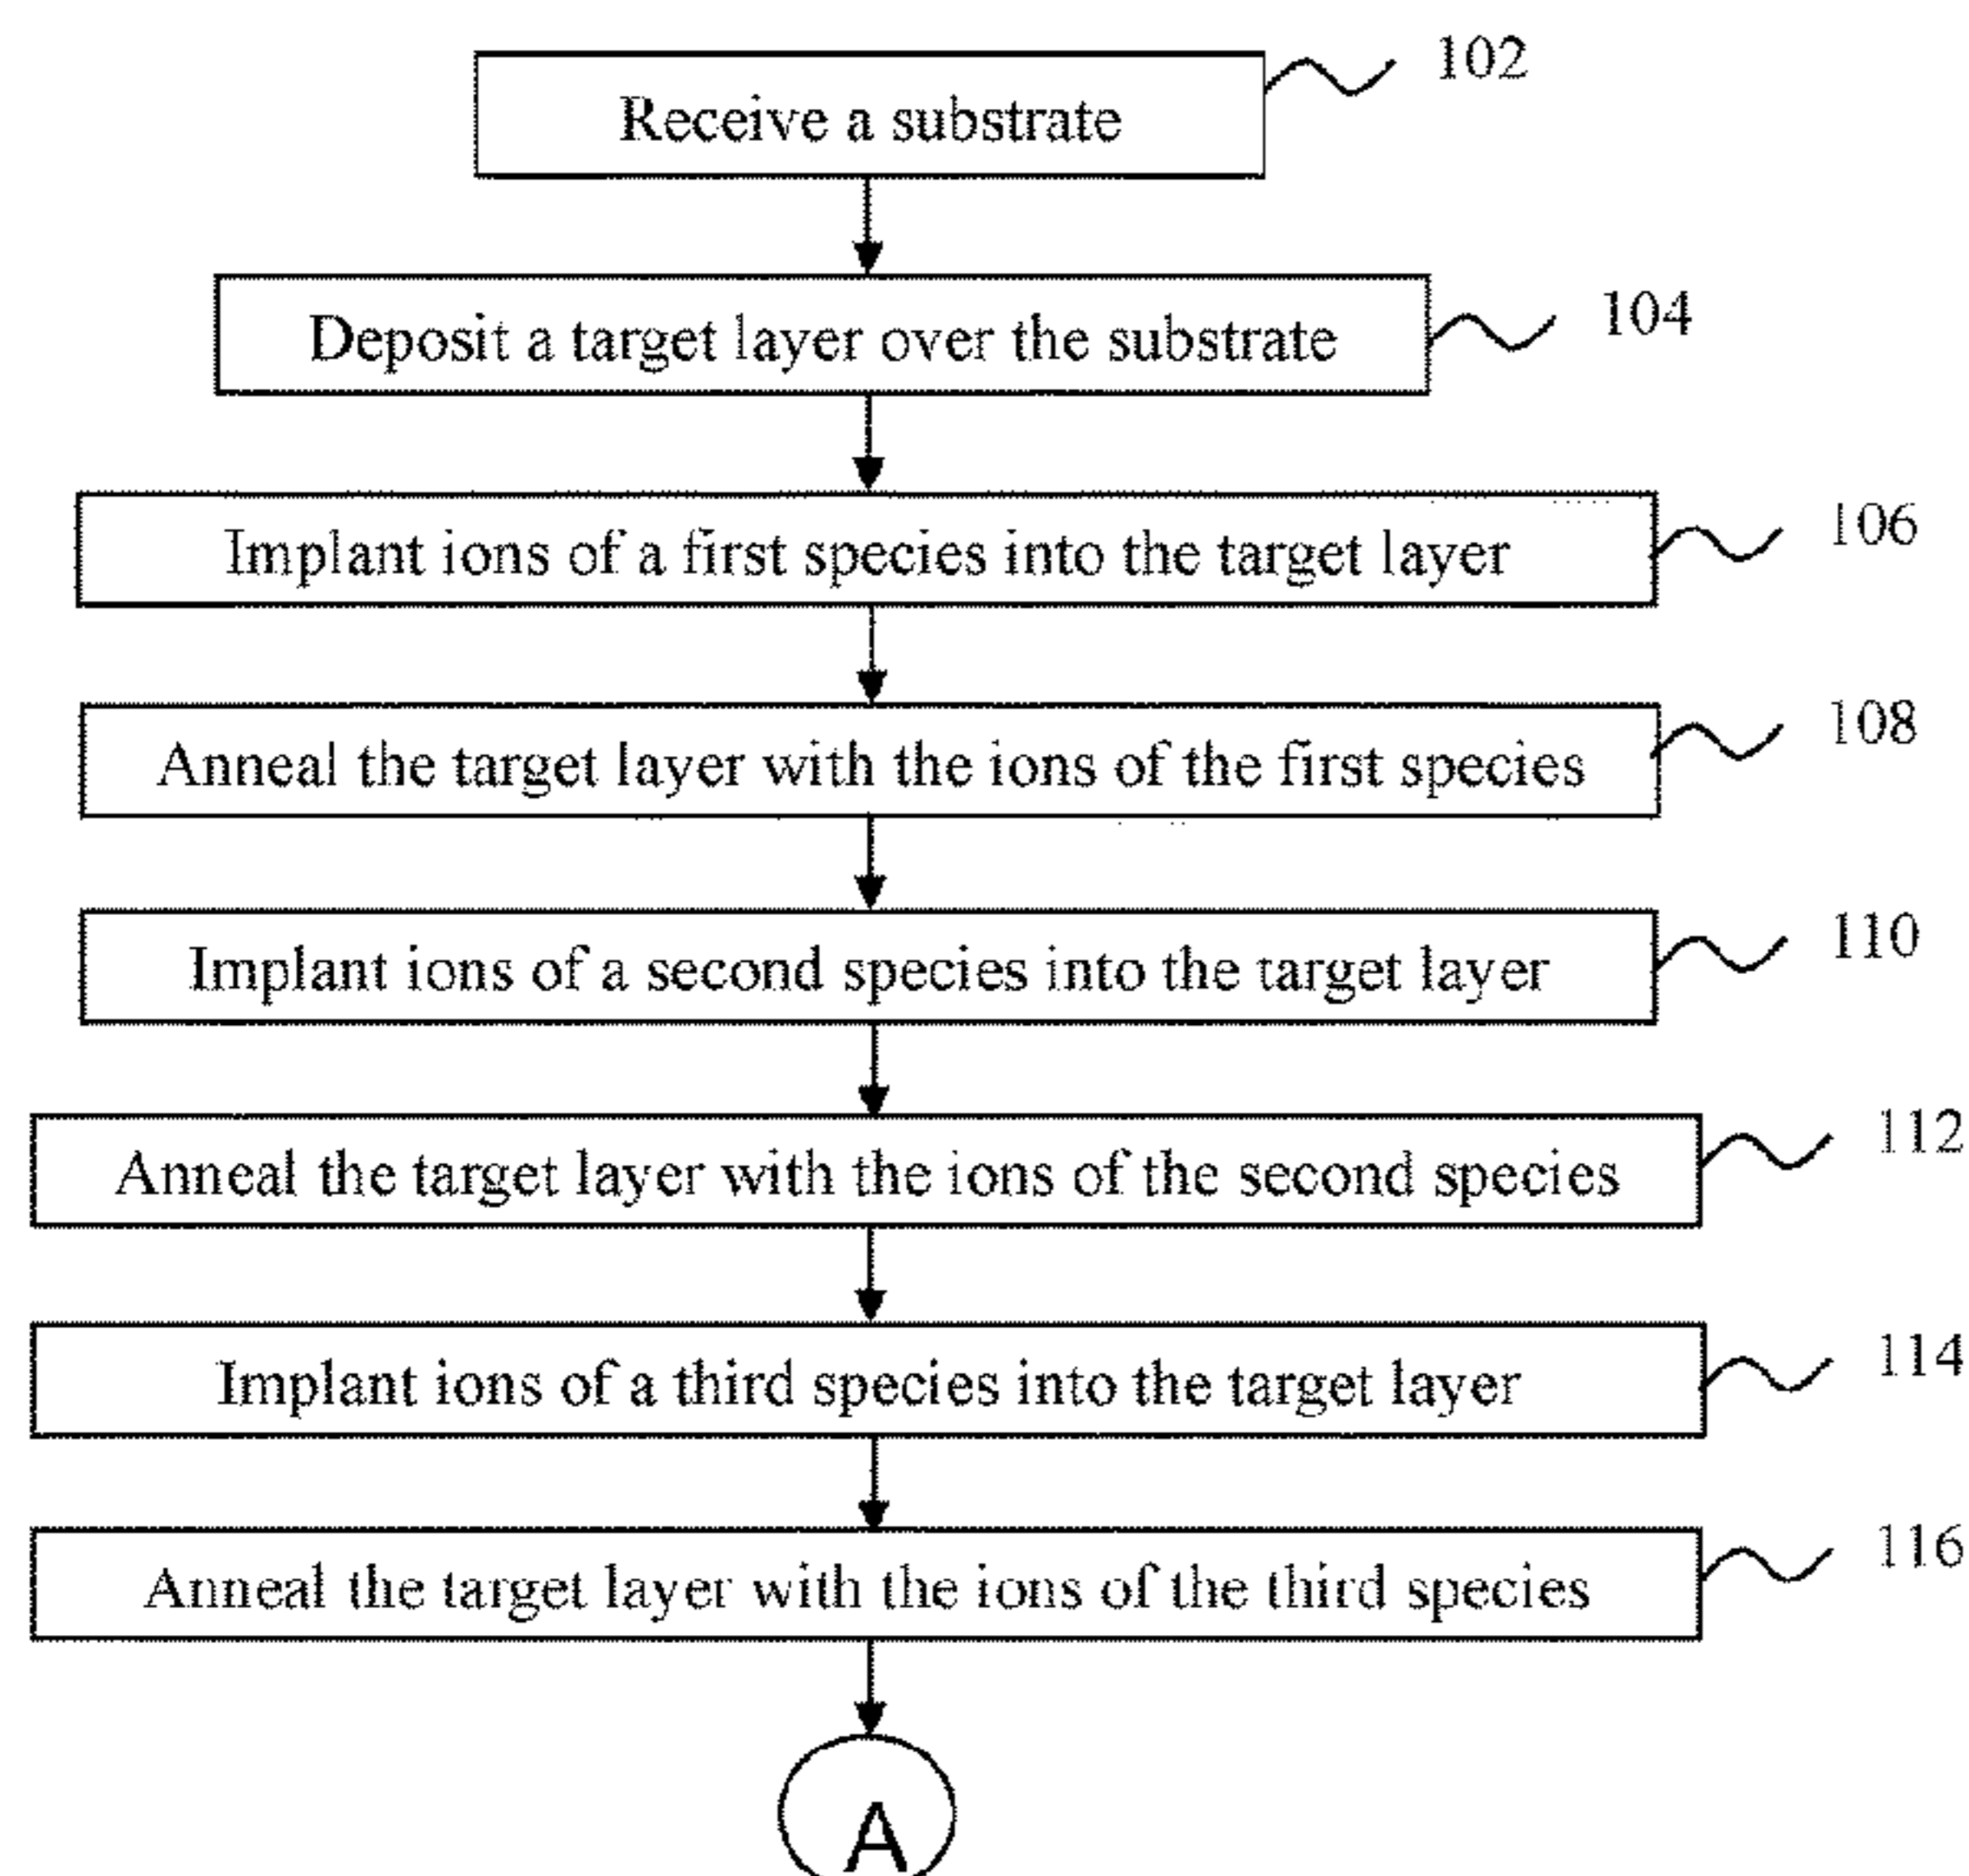 Receive a substrate 102
Deposit a target layer over the substrate 104
Implant ions of a first species into the target layer 106
Anneal the target layer with the ions of the first species 108
Implant ions of a second species into the target layer 110
Anneal the target layer with the ions of the second species 112
Implant ions of a third species into the target layer 114
Anneal the target layer with the ions of the third species 116
A